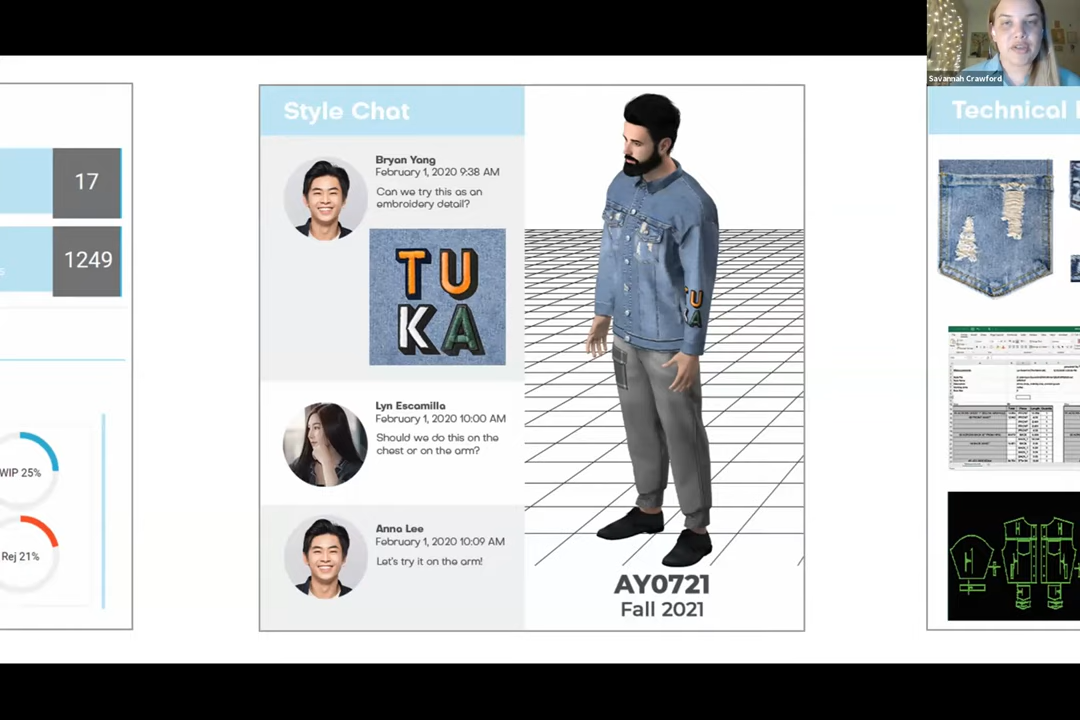 Savannah Crawford
17
s
1249
WIP 25%
Rej 21%
Style Chat
Bryan Yang
February 1, 2020 9:38 AM
Can we try this as an
embroidery detail?
TU
KA
Lyn Escamilla
February 1, 2020 10:00 AM
Should we do this on the
chest or on the arm?
Anna Lee
February 1, 2020 10:09 AM
Let's try it on the arm!
TU
KA
AY0721
Fall 2021
Technical